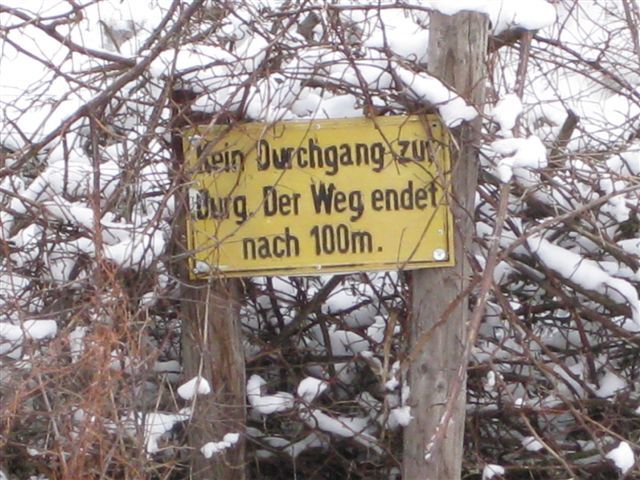 Kein Durchgang zur
Burg. Der Weg endet
nach 100m.